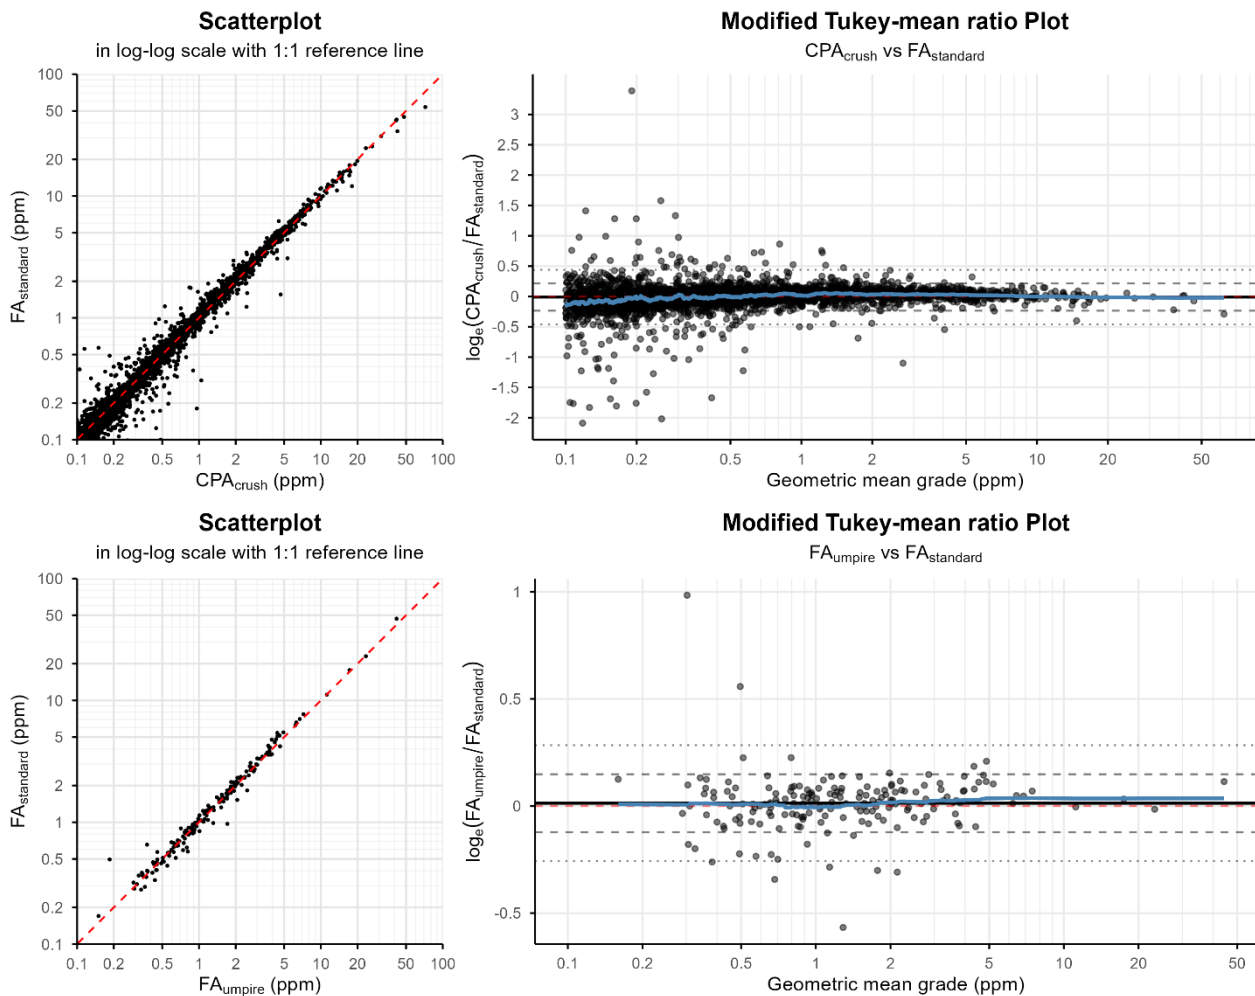 Scatterplot
in log-log scale with 1:1 reference line
100
50
20
10
5
2
1
0.5
0.2
0.1
FAstandard (ppm)
0.1 0.2 0.5 1 2 5 10 20 50 100
CPAcrush (ppm)
Modified Tukey-mean ratio Plot
CPAcrush vs FAstandard
3
2.5
2
1.5
1
0.5
0
-0.5
-1
-1.5
-2
loge(CPAcrush/FAstandard)
0.1 0.2 0.5 1 2 5 10 20 50
Geometric mean grade (ppm)
Scatterplot
in log-log scale with 1:1 reference line
100
50
20
10
5
2
1
0.5
0.2
0.1
FAstandard (ppm)
0.1 0.2 0.5 1 2 5 10 20 50 100
FAumpire (ppm)
Modified Tukey-mean ratio Plot
FAumpire vs FAstandard
1
0.5
0
-0.5
loge(FAumpire/FAstandard)
0.1 0.5 1 2 5 10 20 50
Geometric mean grade (ppm)